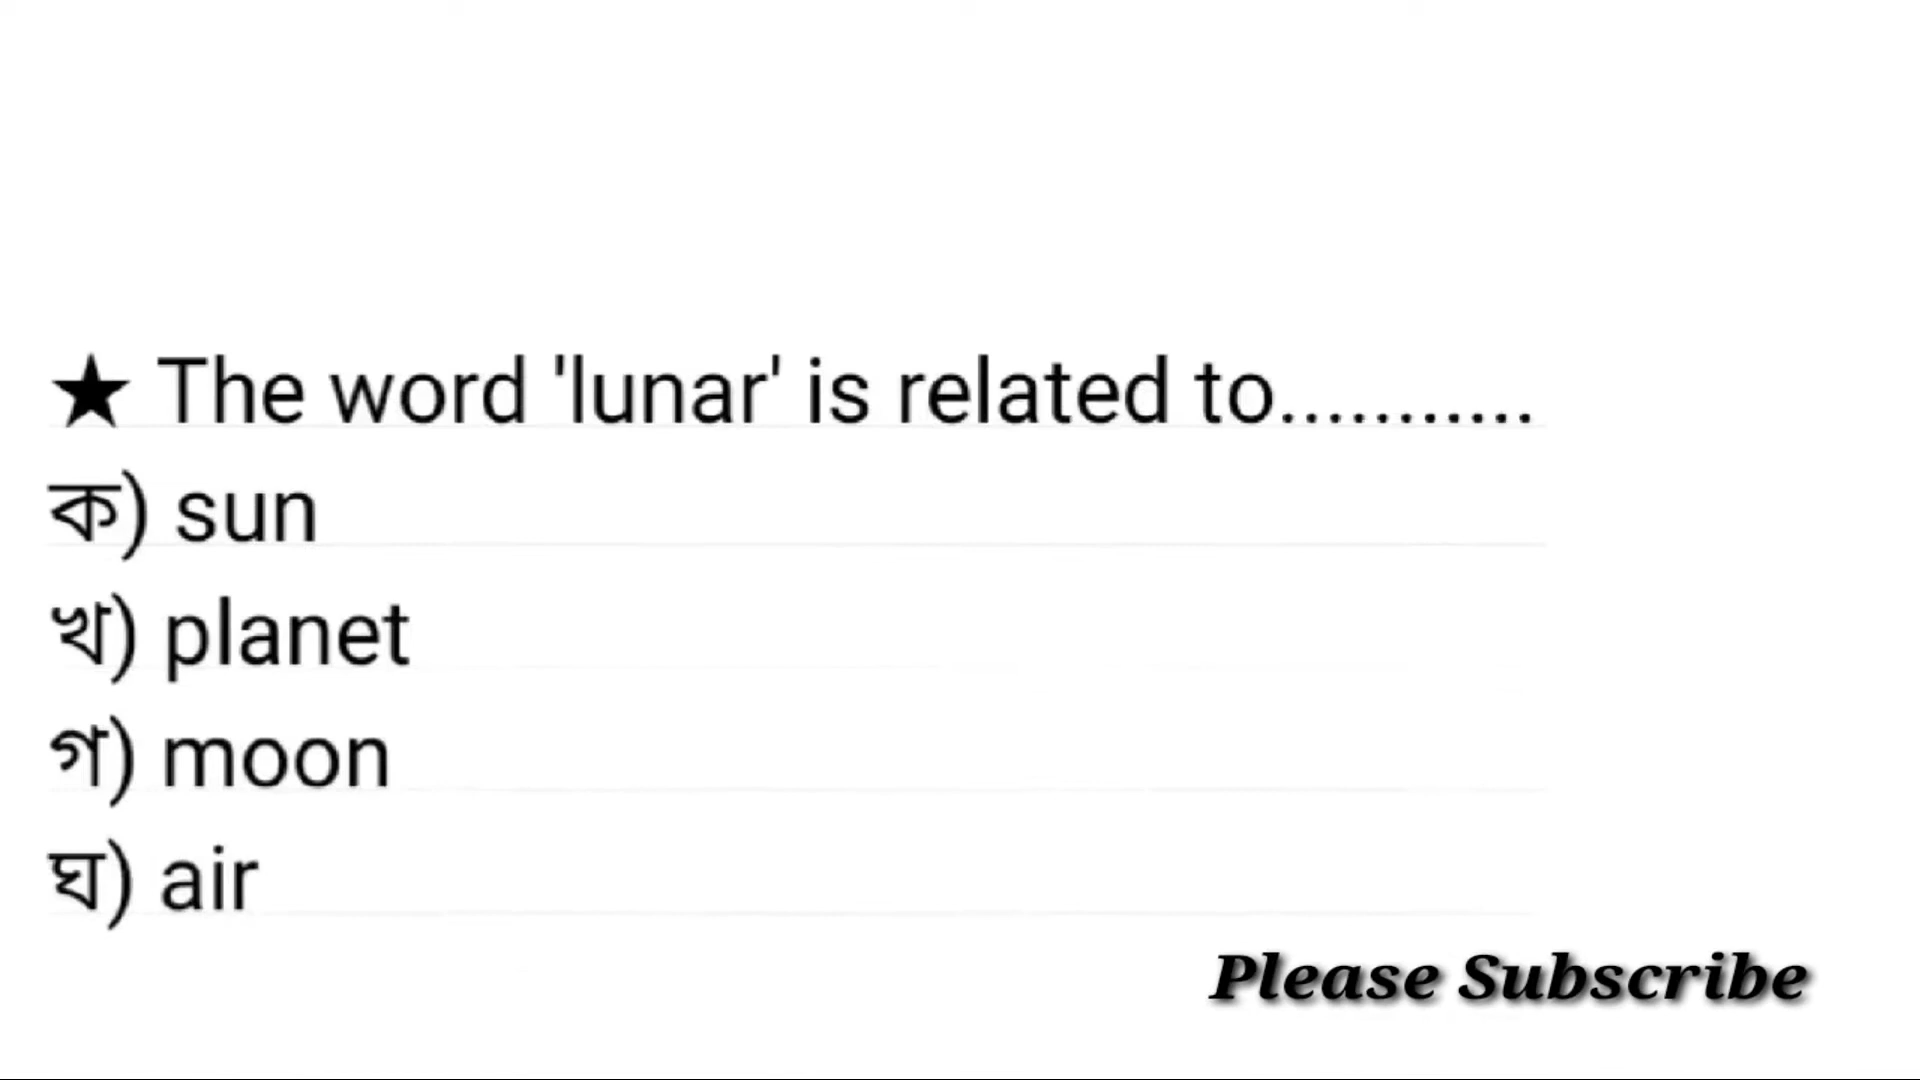 ★ The word 'lunar' is related to...........
ক) sun
খ) planet
গ) moon
ঘ) air
Please Subscribe